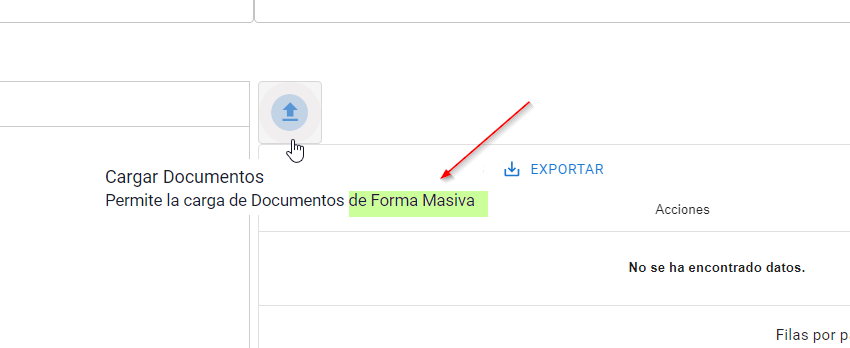 Cargar Documentos
Permite la carga de Documentos de Forma Masiva
EXPORTAR
Acciones
No se ha encontrado datos.
Filas por